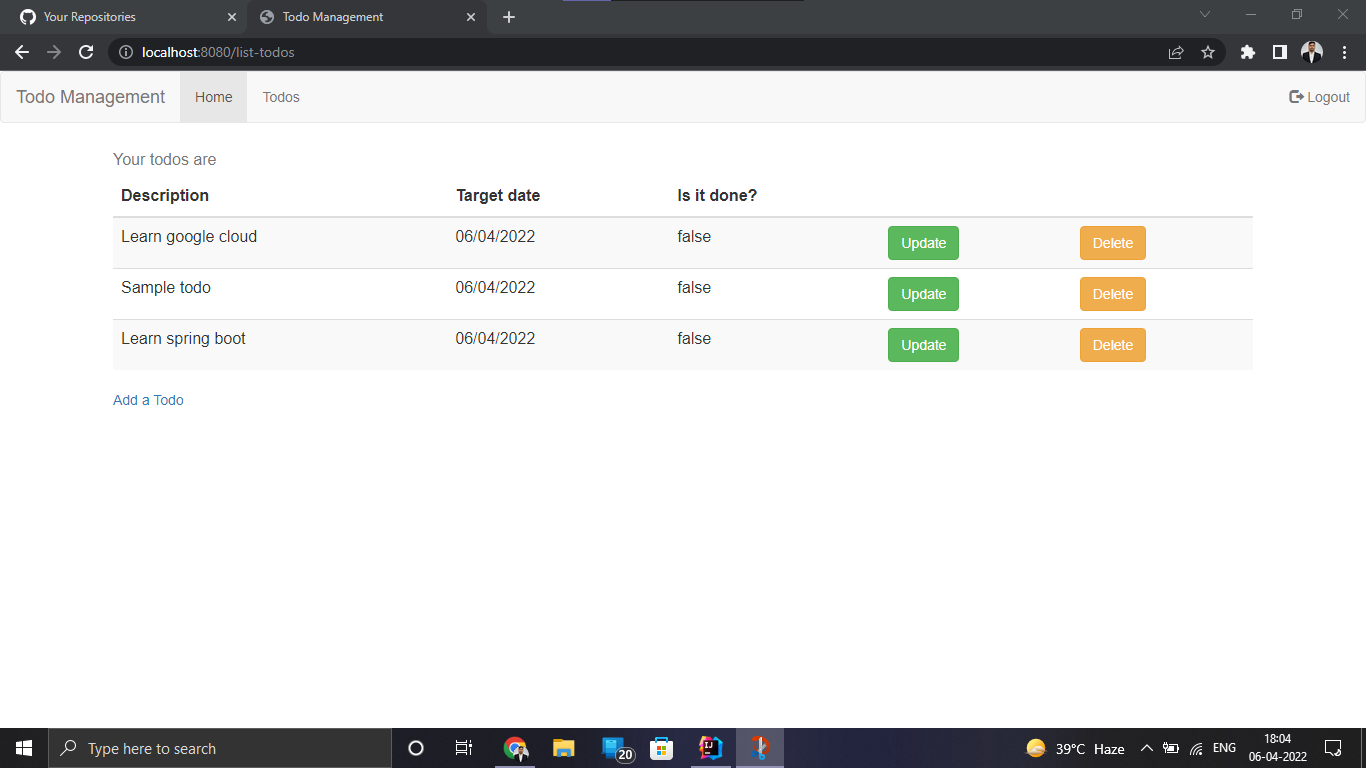 Your Repositories
Todo Management
localhost:8080/list-todos
Todo Management Home Todos Logout
Your todos are
Description Target date Is it done?
Learn google cloud 06/04/2022 false Update Delete
Sample todo 06/04/2022 false Update Delete
Learn spring boot 06/04/2022 false Update Delete
Add a Todo
Type here to search
20
IJ
39°C Haze
ENG
18:04
06-04-2022